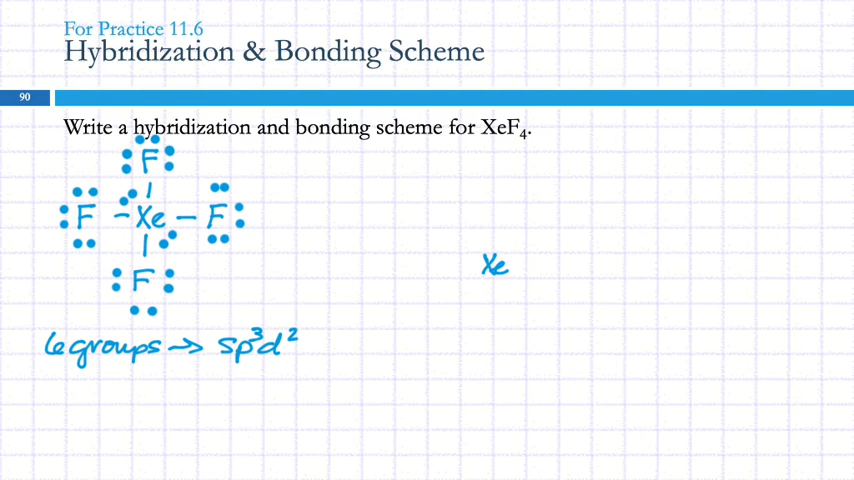 For Practice 11.6
Hybridization & Bonding Scheme
90
Write a hybridization and bonding scheme for XeF₄.
F
F - Xe - F
F
Xe
6 groups → sp³d²